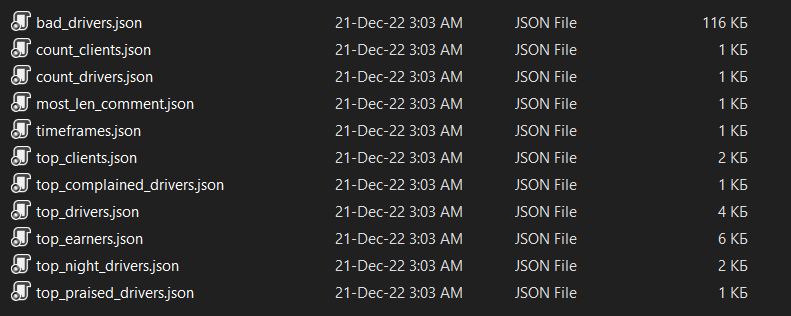 bad_drivers.json 21-Dec-22 3:03 AM JSON File 116 КБ
count_clients.json 21-Dec-22 3:03 AM JSON File 1 КБ
count_drivers.json 21-Dec-22 3:03 AM JSON File 1 КБ
most_len_comment.json 21-Dec-22 3:03 AM JSON File 1 КБ
timeframes.json 21-Dec-22 3:03 AM JSON File 1 КБ
top_clients.json 21-Dec-22 3:03 AM JSON File 2 КБ
top_complained_drivers.json 21-Dec-22 3:03 AM JSON File 1 КБ
top_drivers.json 21-Dec-22 3:03 AM JSON File 4 КБ
top_earners.json 21-Dec-22 3:03 AM JSON File 6 КБ
top_night_drivers.json 21-Dec-22 3:03 AM JSON File 2 КБ
top_praised_drivers.json 21-Dec-22 3:03 AM JSON File 1 КБ